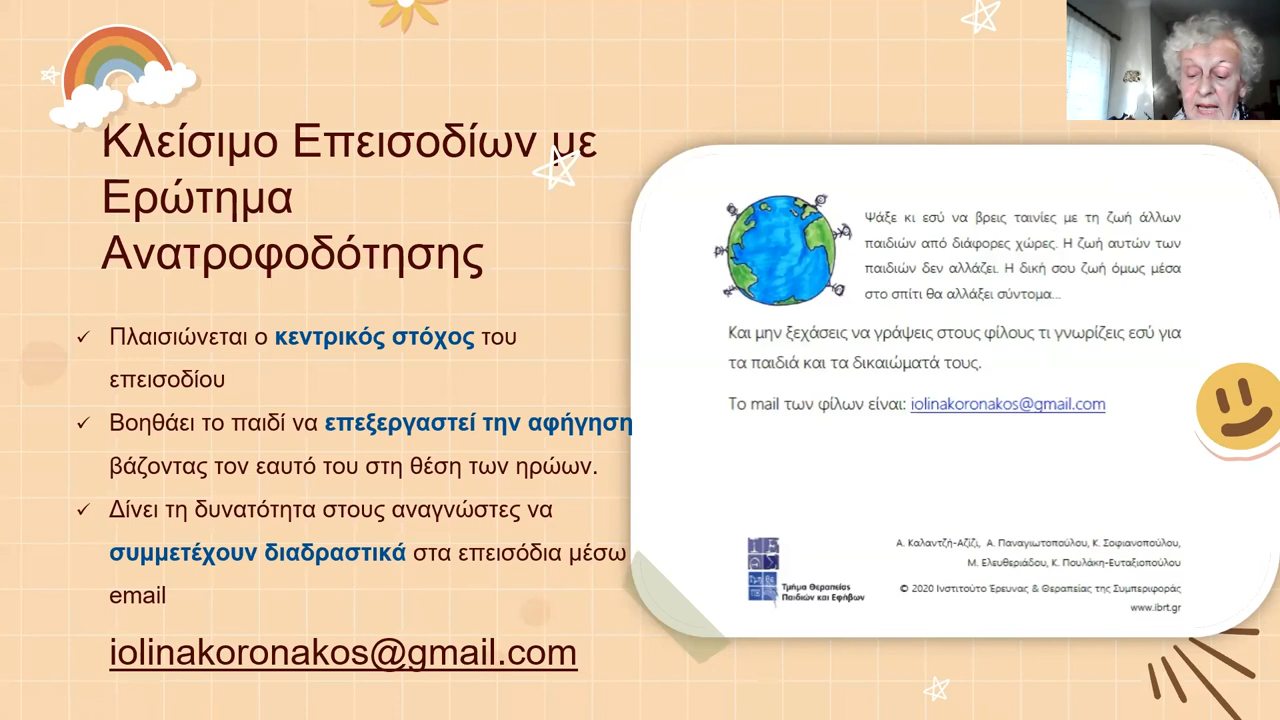 Κλείσιμο Επεισοδίων με
Ερώτημα
Ανατροφοδότησης
✓ Πλαισιώνεται ο κεντρικός στόχος του
επεισοδίου
✓ Βοηθάει το παιδί να επεξεργαστεί την αφήγηση
βάζοντας τον εαυτό του στη θέση των ηρώων.
✓ Δίνει τη δυνατότητα στους αναγνώστες να
συμμετέχουν διαδραστικά στα επεισόδια μέσω
email
iolinakoronakos@gmail.com
Ψάξε κι εσύ να βρεις ταινίες με τη ζωή άλλων
παιδιών από διάφορες χώρες. Η ζωή αυτών των
παιδιών δεν αλλάζει. Η δική σου ζωή όμως μέσα
στο σπίτι θα αλλάξει σύντομα...
Και μην ξεχάσεις να γράψεις στους φίλους τι γνωρίζεις εσύ για
τα παιδιά και τα δικαιώματά τους.
Το mail των φίλων είναι: iolinakoronakos@gmail.com
Τμήμα Θεραπείας
Παιδιών και Εφήβων
Α. Καλαντζή-Αζίζι, Α. Παναγιωτοπούλου, Κ. Σοφιανοπούλου,
Μ. Ελευθεριάδου, Κ. Πουλάκη-Ευταξιοπούλου
© 2020 Ινστιτούτο Έρευνας & Θεραπείας της Συμπεριφοράς
www.ibrt.gr